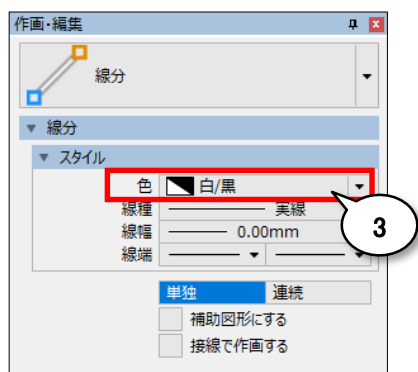 作画・編集
線分
線分
スタイル
色 白/黒
線種 実線
線幅 0.00mm
線端
3
単独 連続
補助図形にする
接線で作画する